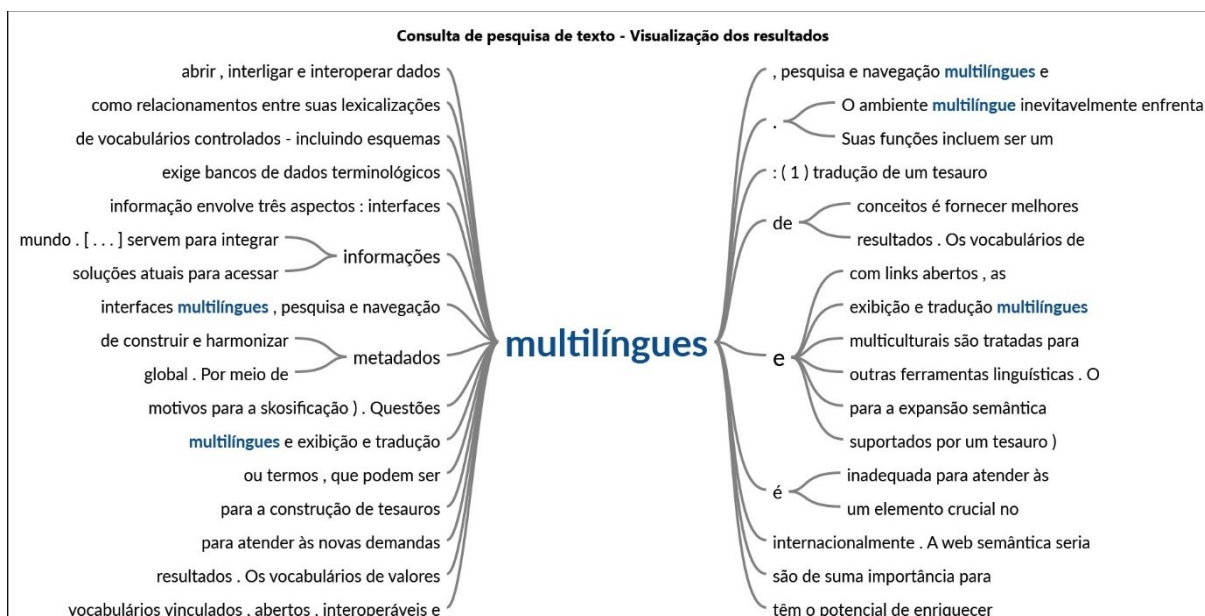 Consulta de pesquisa de texto - Visualização dos resultados
abrir , interligar e interoperar dados
como relacionamentos entre suas lexicalizações
de vocabulários controlados - incluindo esquemas
exige bancos de dados terminológicos
informação envolve três aspectos : interfaces
mundo . [ . . . ] servem para integrar
soluções atuais para acessar
informações
interfaces multilíngues , pesquisa e navegação
de construir e harmonizar
global . Por meio de
metadados
motivos para a skosificação ) . Questões
multilíngues e exibição e tradução
ou termos , que podem ser
para a construção de tesauros
para atender às novas demandas
resultados . Os vocabulários de valores
vocabulários vinculados , abertos , interoperáveis e
multilíngues
, pesquisa e navegação multilíngues e
.
O ambiente multilíngue inevitavelmente enfrenta
Suas funções incluem ser um
: ( 1 ) tradução de um tesauro
de
conceitos é fornecer melhores
resultados . Os vocabulários de
e
com links abertos , as
exibição e tradução multilíngues
multiculturais são tratadas para
outras ferramentas linguísticas . O
para a expansão semântica
suportados por um tesauro )
é
inadequada para atender às
um elemento crucial no
internacionalmente . A web semântica seria
são de suma importância para
têm o potencial de enriquecer